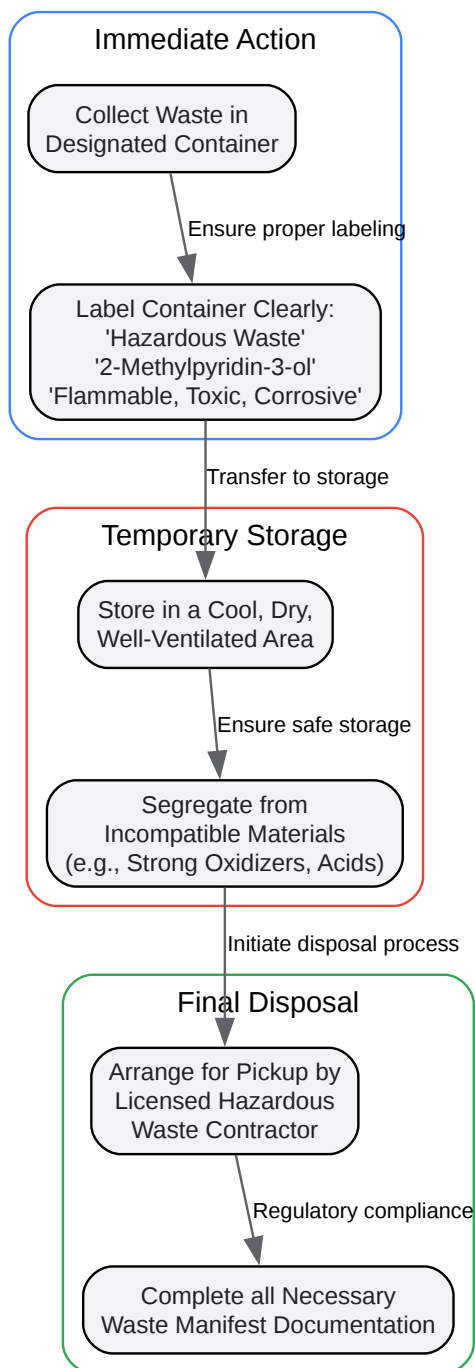 Immediate Action
Collect Waste in
Designated Container
Ensure proper labeling
Label Container Clearly:
'Hazardous Waste'
'2-Methylpyridin-3-ol'
'Flammable, Toxic, Corrosive'
Transfer to storage
Temporary Storage
Store in a Cool, Dry,
Well-Ventilated Area
Ensure safe storage
Segregate from
Incompatible Materials
(e.g., Strong Oxidizers, Acids)
Initiate disposal process
Final Disposal
Arrange for Pickup by
Licensed Hazardous
Waste Contractor
Regulatory compliance
Complete all Necessary
Waste Manifest Documentation